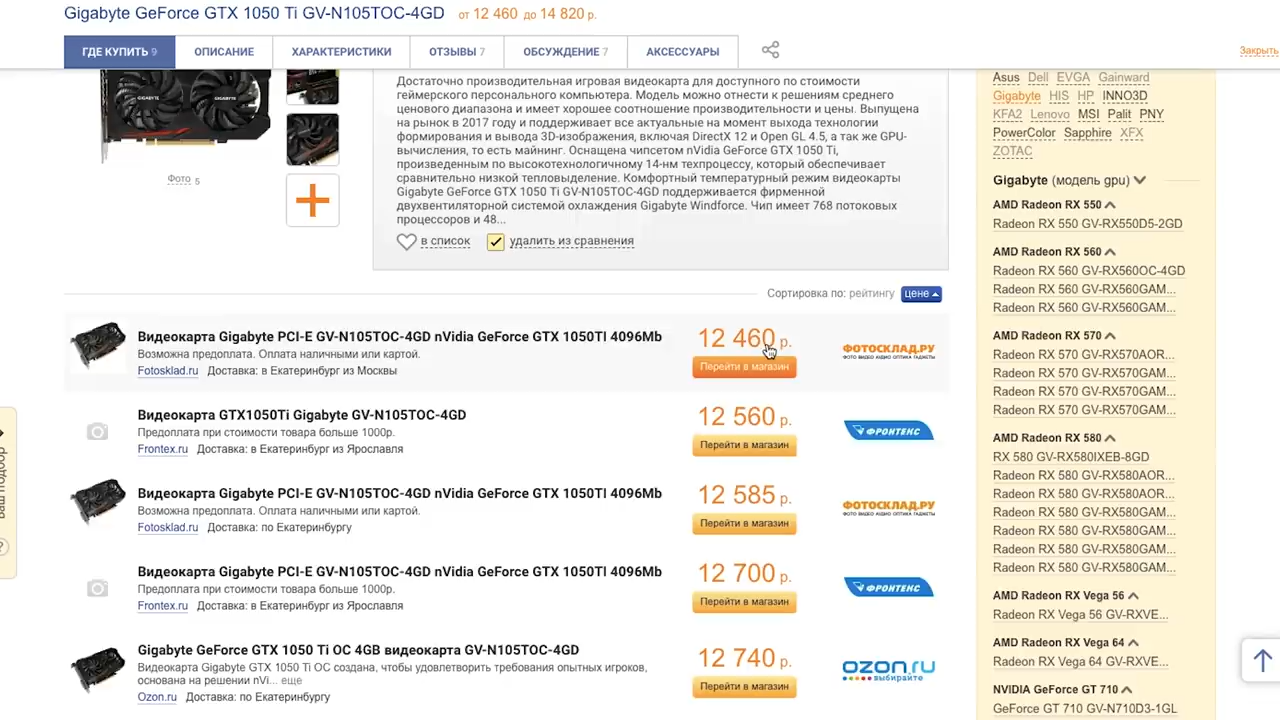 Gigabyte GeForce GTX 1050 Ti GV-N105TOC-4GD от 12 460 до 14 820 р.
ГДЕ КУПИТЬ 9 ОПИСАНИЕ ХАРАКТЕРИСТИКИ ОТЗЫВЫ 7 ОБСУЖДЕНИЕ 7 АКСЕССУАРЫ
Закрыть
Фото 5
Достаточно производительная игровая видеокарта для доступного по стоимости
геймерского персонального компьютера. Модель можно отнести к решениям среднего
ценового диапазона и имеет хорошее соотношение производительности и цены. Выпущена
на рынок в 2017 году и поддерживает все актуальные на момент выхода технологии
формирования и вывода 3D-изображения, включая DirectX 12 и Open GL 4.5, а так же GPU-
вычисления, то есть майнинг. Оснащена чипсетом nVidia GeForce GTX 1050 Ti,
произведенным по высокотехнологичному 14-нм техпроцессу, который обеспечивает
сравнительно низкой тепловыделение. Комфортный температурный режим видеокарты
Gigabyte GeForce GTX 1050 Ti GV-N105TOC-4GD поддерживается фирменной
двухвентиляторной системой охлаждения Gigabyte Windforce. Чип имеет 768 потоковых
процессоров и 48...
в список удалить из сравнения
Сортировка по: рейтингу цене
Видеокарта Gigabyte PCI-E GV-N105TOC-4GD nVidia GeForce GTX 1050TI 4096Mb
Возможна предоплата. Оплата наличными или картой.
Fotosklad.ru Доставка: в Екатеринбург из Москвы
12 460 р.
Перейти в магазин
ФОТОСКЛАД.РУ
ФОТО ВИДЕО АУДИО ОПТИКА ГАДЖЕТЫ
Видеокарта GTX1050Ti Gigabyte GV-N105TOC-4GD
Предоплата при стоимости товара больше 1000р.
Frontex.ru Доставка: в Екатеринбург из Ярославля
12 560 р.
Перейти в магазин
ФРОНТЕКС
Видеокарта Gigabyte PCI-E GV-N105TOC-4GD nVidia GeForce GTX 1050TI 4096Mb
Возможна предоплата. Оплата наличными или картой.
Fotosklad.ru Доставка: по Екатеринбургу
12 585 р.
Перейти в магазин
ФОТОСКЛАД.РУ
ФОТО ВИДЕО АУДИО ОПТИКА ГАДЖЕТЫ
Видеокарта Gigabyte PCI-E GV-N105TOC-4GD nVidia GeForce GTX 1050TI 4096Mb
Предоплата при стоимости товара больше 1000р.
Frontex.ru Доставка: в Екатеринбург из Ярославля
12 700 р.
Перейти в магазин
ФРОНТЕКС
Gigabyte GeForce GTX 1050 Ti OC 4GB видеокарта GV-N105TOC-4GD
Видеокарта Gigabyte GTX 1050 Ti OC создана, чтобы удовлетворить требования опытных игроков,
основана на решении nVi... еще
Ozon.ru Доставка: по Екатеринбургу
12 740 р.
Перейти в магазин
ozon.ru
выбирайте
Asus Dell EVGA Gainward
Gigabyte HIS HP INNO3D
KFA2 Lenovo MSI Palit PNY
PowerColor Sapphire XFX
ZOTAC
Gigabyte (модель gpu)
AMD Radeon RX 550
Radeon RX 550 GV-RX550D5-2GD
AMD Radeon RX 560
Radeon RX 560 GV-RX560OC-4GD
Radeon RX 560 GV-RX560GAM...
Radeon RX 560 GV-RX560GAM...
AMD Radeon RX 570
Radeon RX 570 GV-RX570AOR...
Radeon RX 570 GV-RX570GAM...
Radeon RX 570 GV-RX570GAM...
Radeon RX 570 GV-RX570GAM...
AMD Radeon RX 580
RX 580 GV-RX580IXEB-8GD
Radeon RX 580 GV-RX580AOR...
Radeon RX 580 GV-RX580AOR...
Radeon RX 580 GV-RX580GAM...
Radeon RX 580 GV-RX580GAM...
Radeon RX 580 GV-RX580GAM...
Radeon RX 580 GV-RX580GAM...
AMD Radeon RX Vega 56
Radeon RX Vega 56 GV-RXVE...
AMD Radeon RX Vega 64
Radeon RX Vega 64 GV-RXVE...
NVIDIA GeForce GT 710
GeForce GT 710 GV-N710D3-1GL